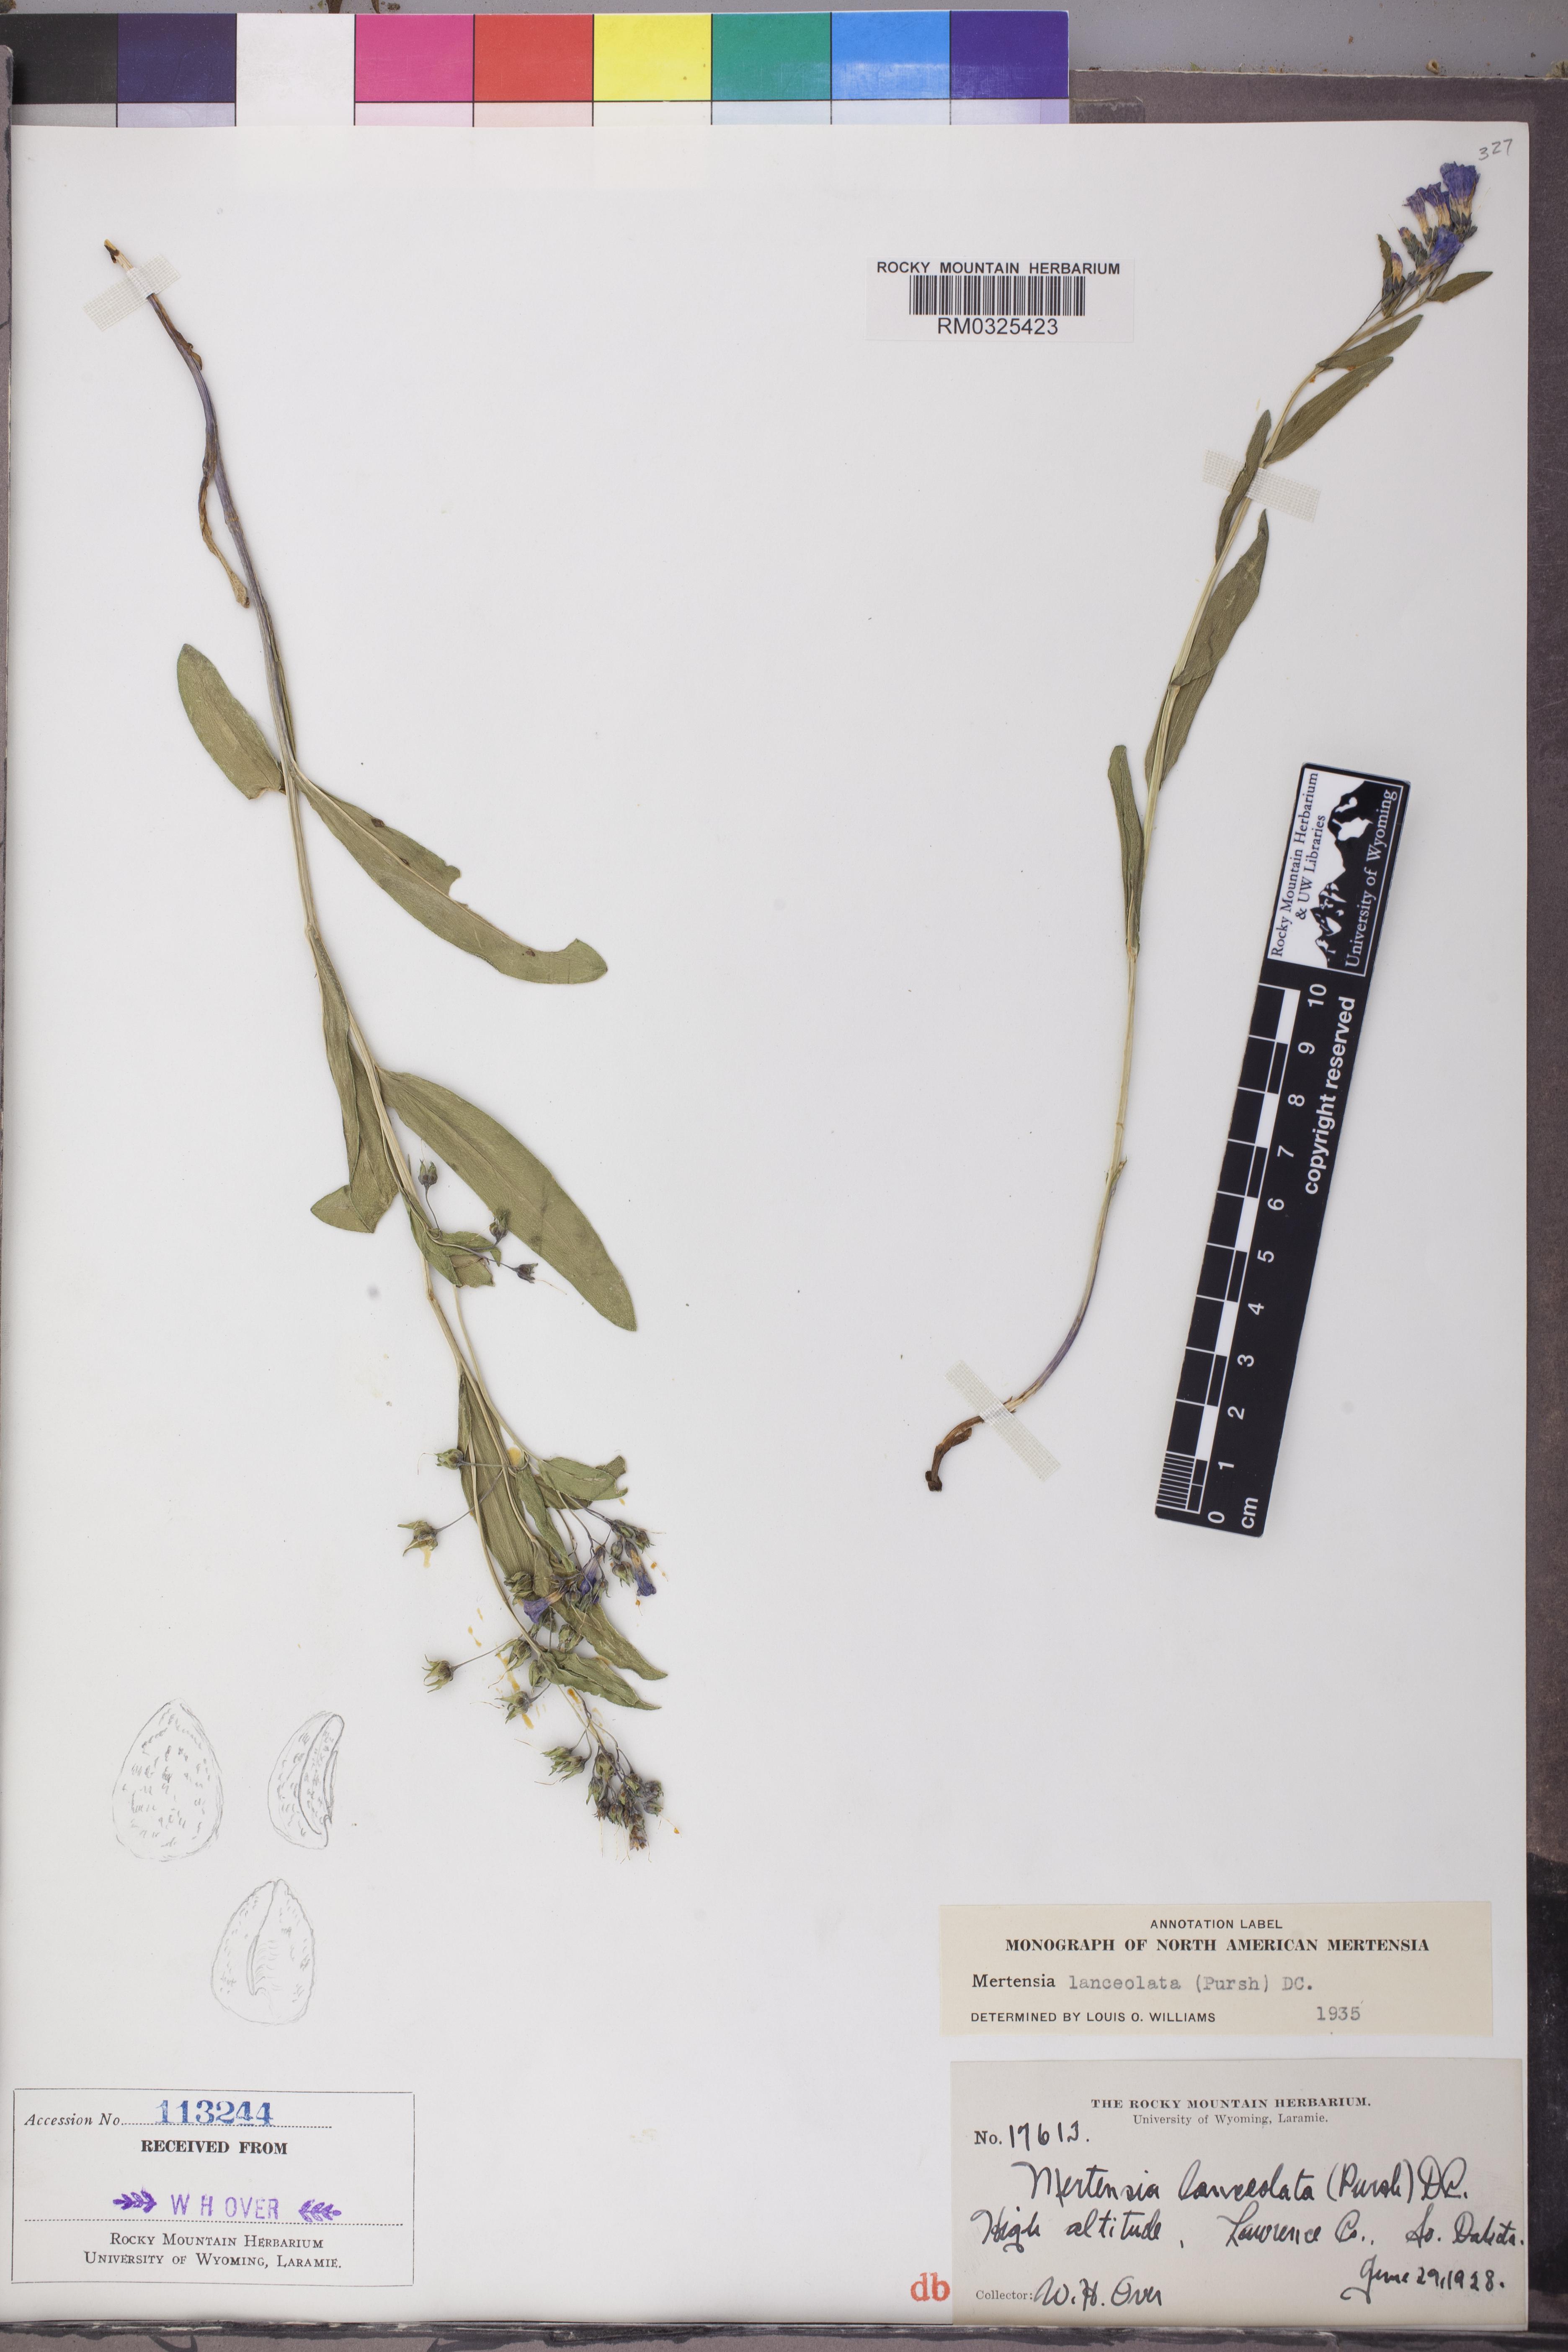 327
ROCKY MOUNTAIN HERBARIUM
RM0325423
Rocky Mountain Herbarium
& UW Libraries
University of Wyoming
copyright reserved
10
9
8
7
6
5
4
3
2
1
0
cm
ANNOTATION LABEL
MONOGRAPH OF NORTH AMERICAN MERTENSIA
Mertensia lanceolata (Pursh) DC.
DETERMINED BY LOUIS O. WILLIAMS 1935
THE ROCKY MOUNTAIN HERBARIUM.
University of Wyoming, Laramie.
No. 17613.
Mertensia lanceolata (Pursh) DC.
High altitude, Lawrence Co., So. Dakota.
June 29, 1928.
Collector: W. H. Over
db
Accession No. 113244
RECEIVED FROM
W H OVER
ROCKY MOUNTAIN HERBARIUM
UNIVERSITY OF WYOMING, LARAMIE.